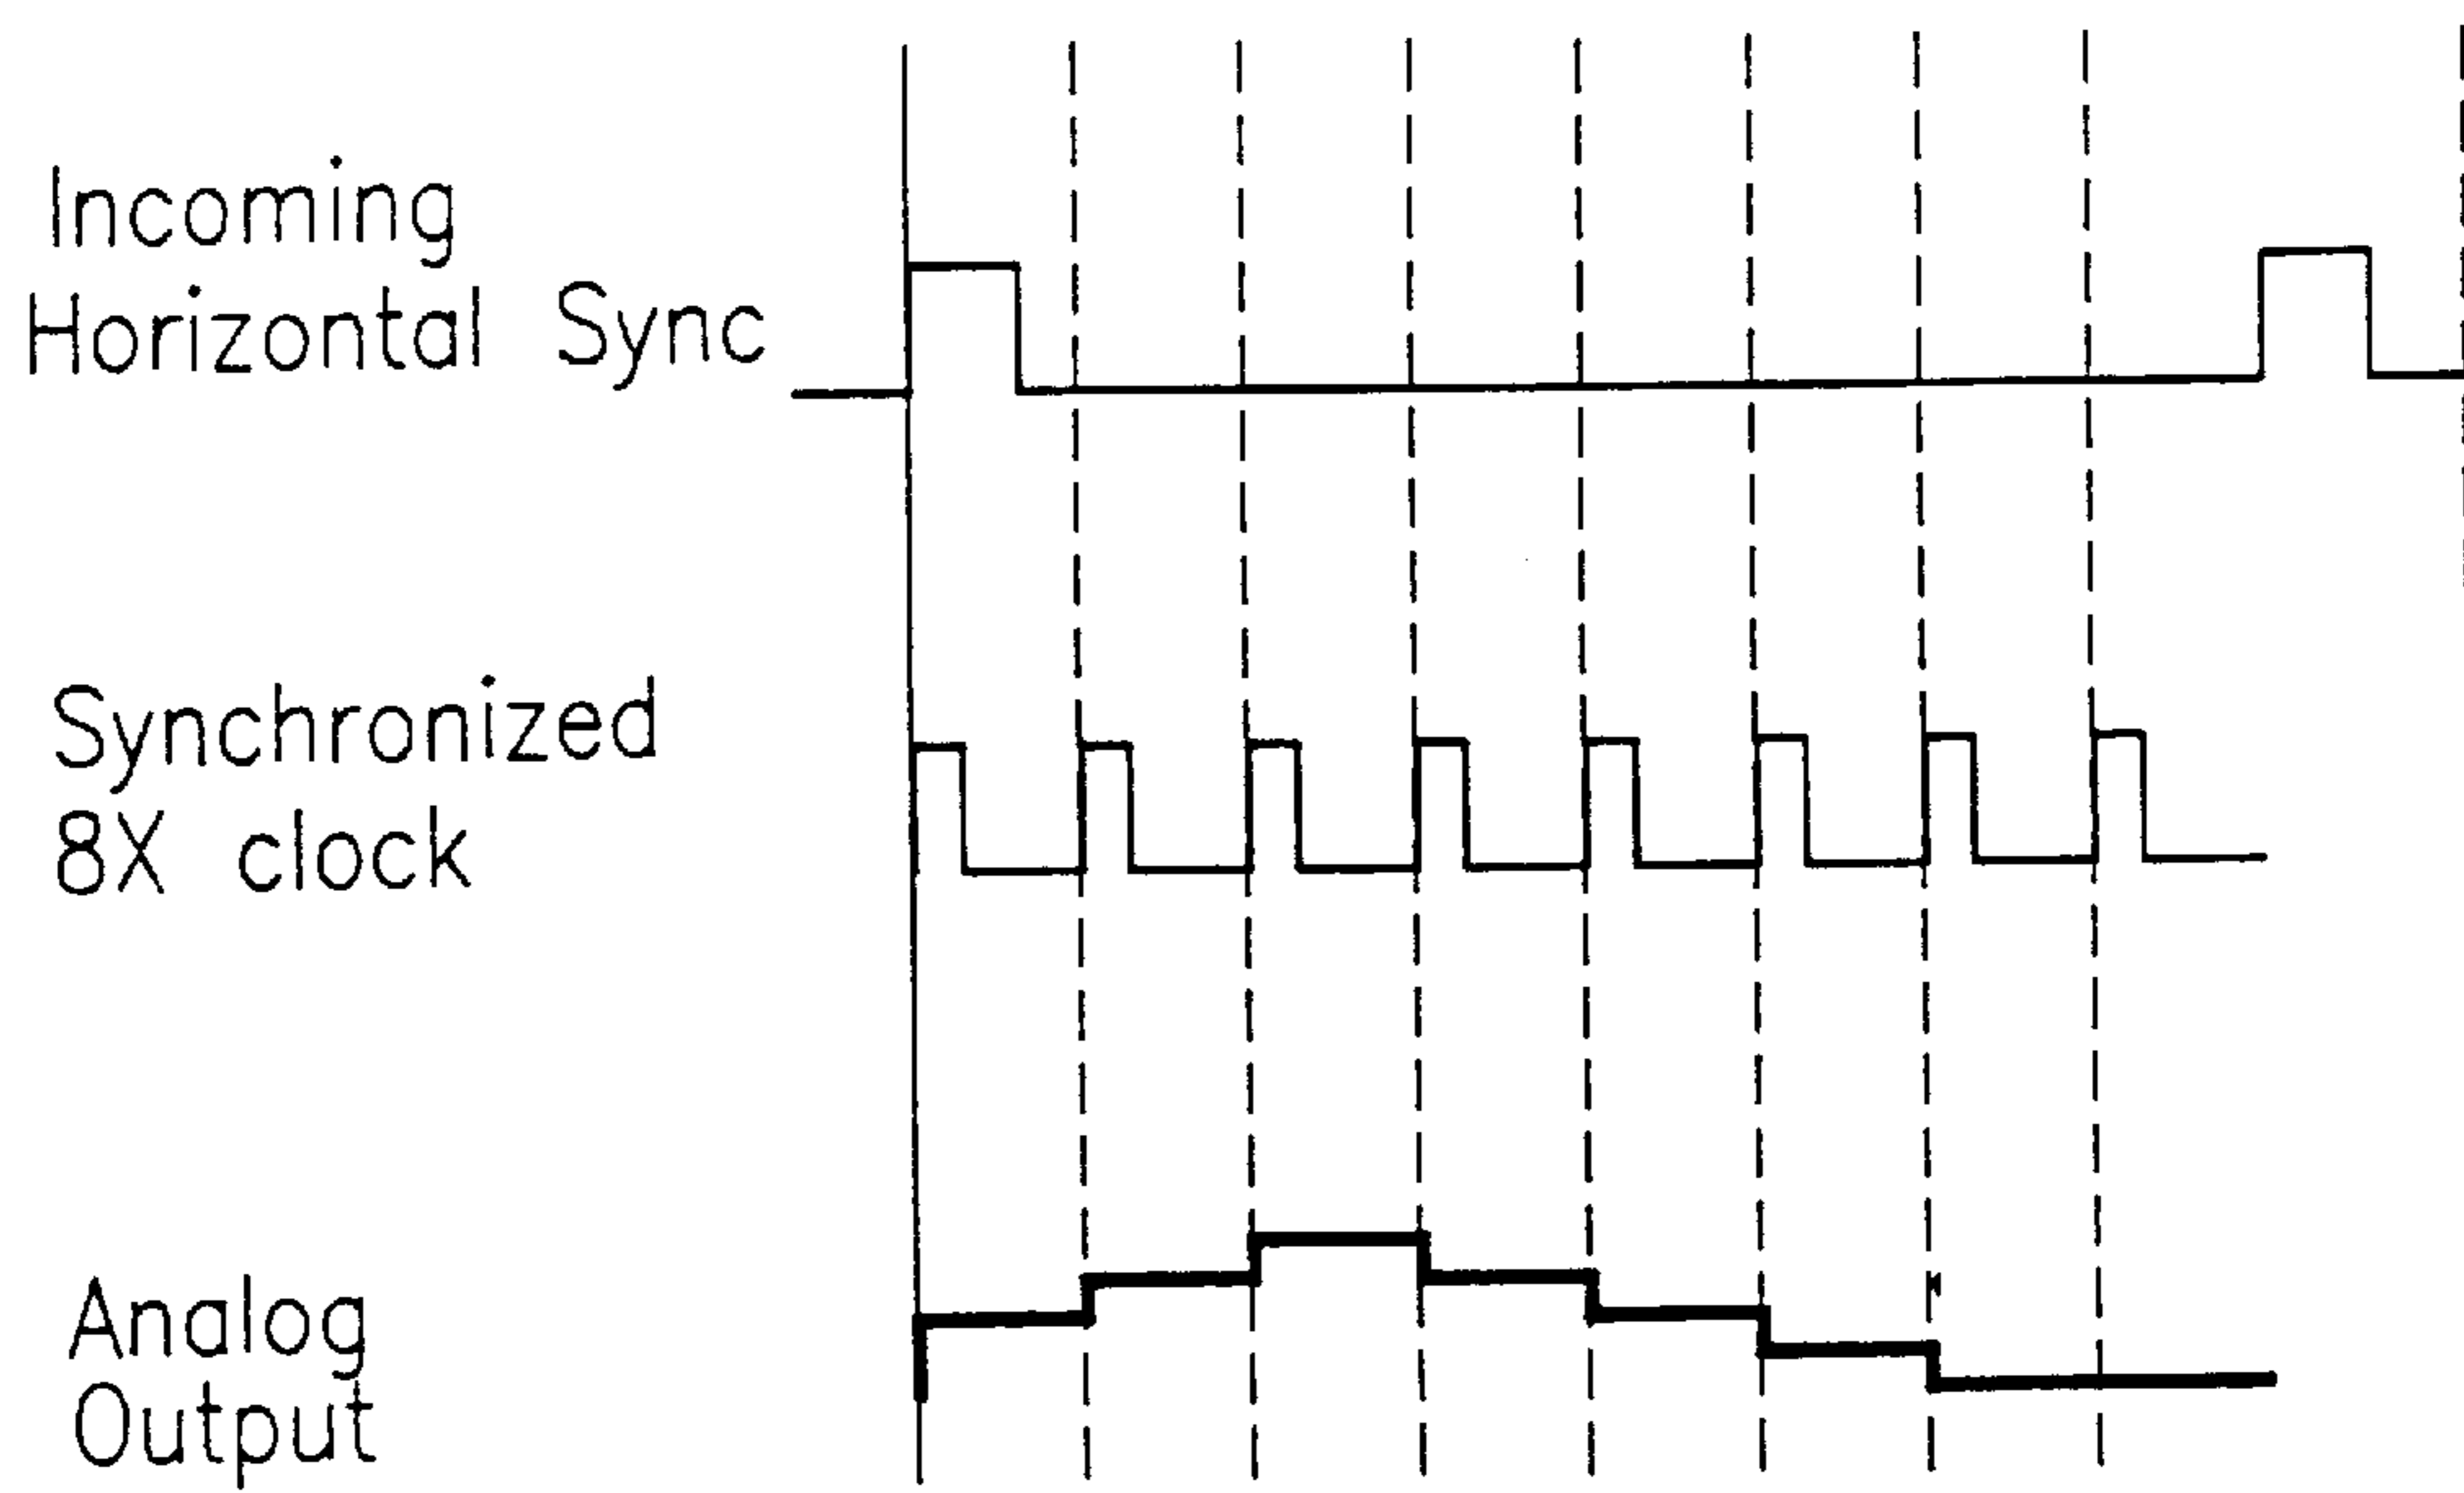 Incoming
Horizontal Sync
Synchronized
8X clock
Analog
Output